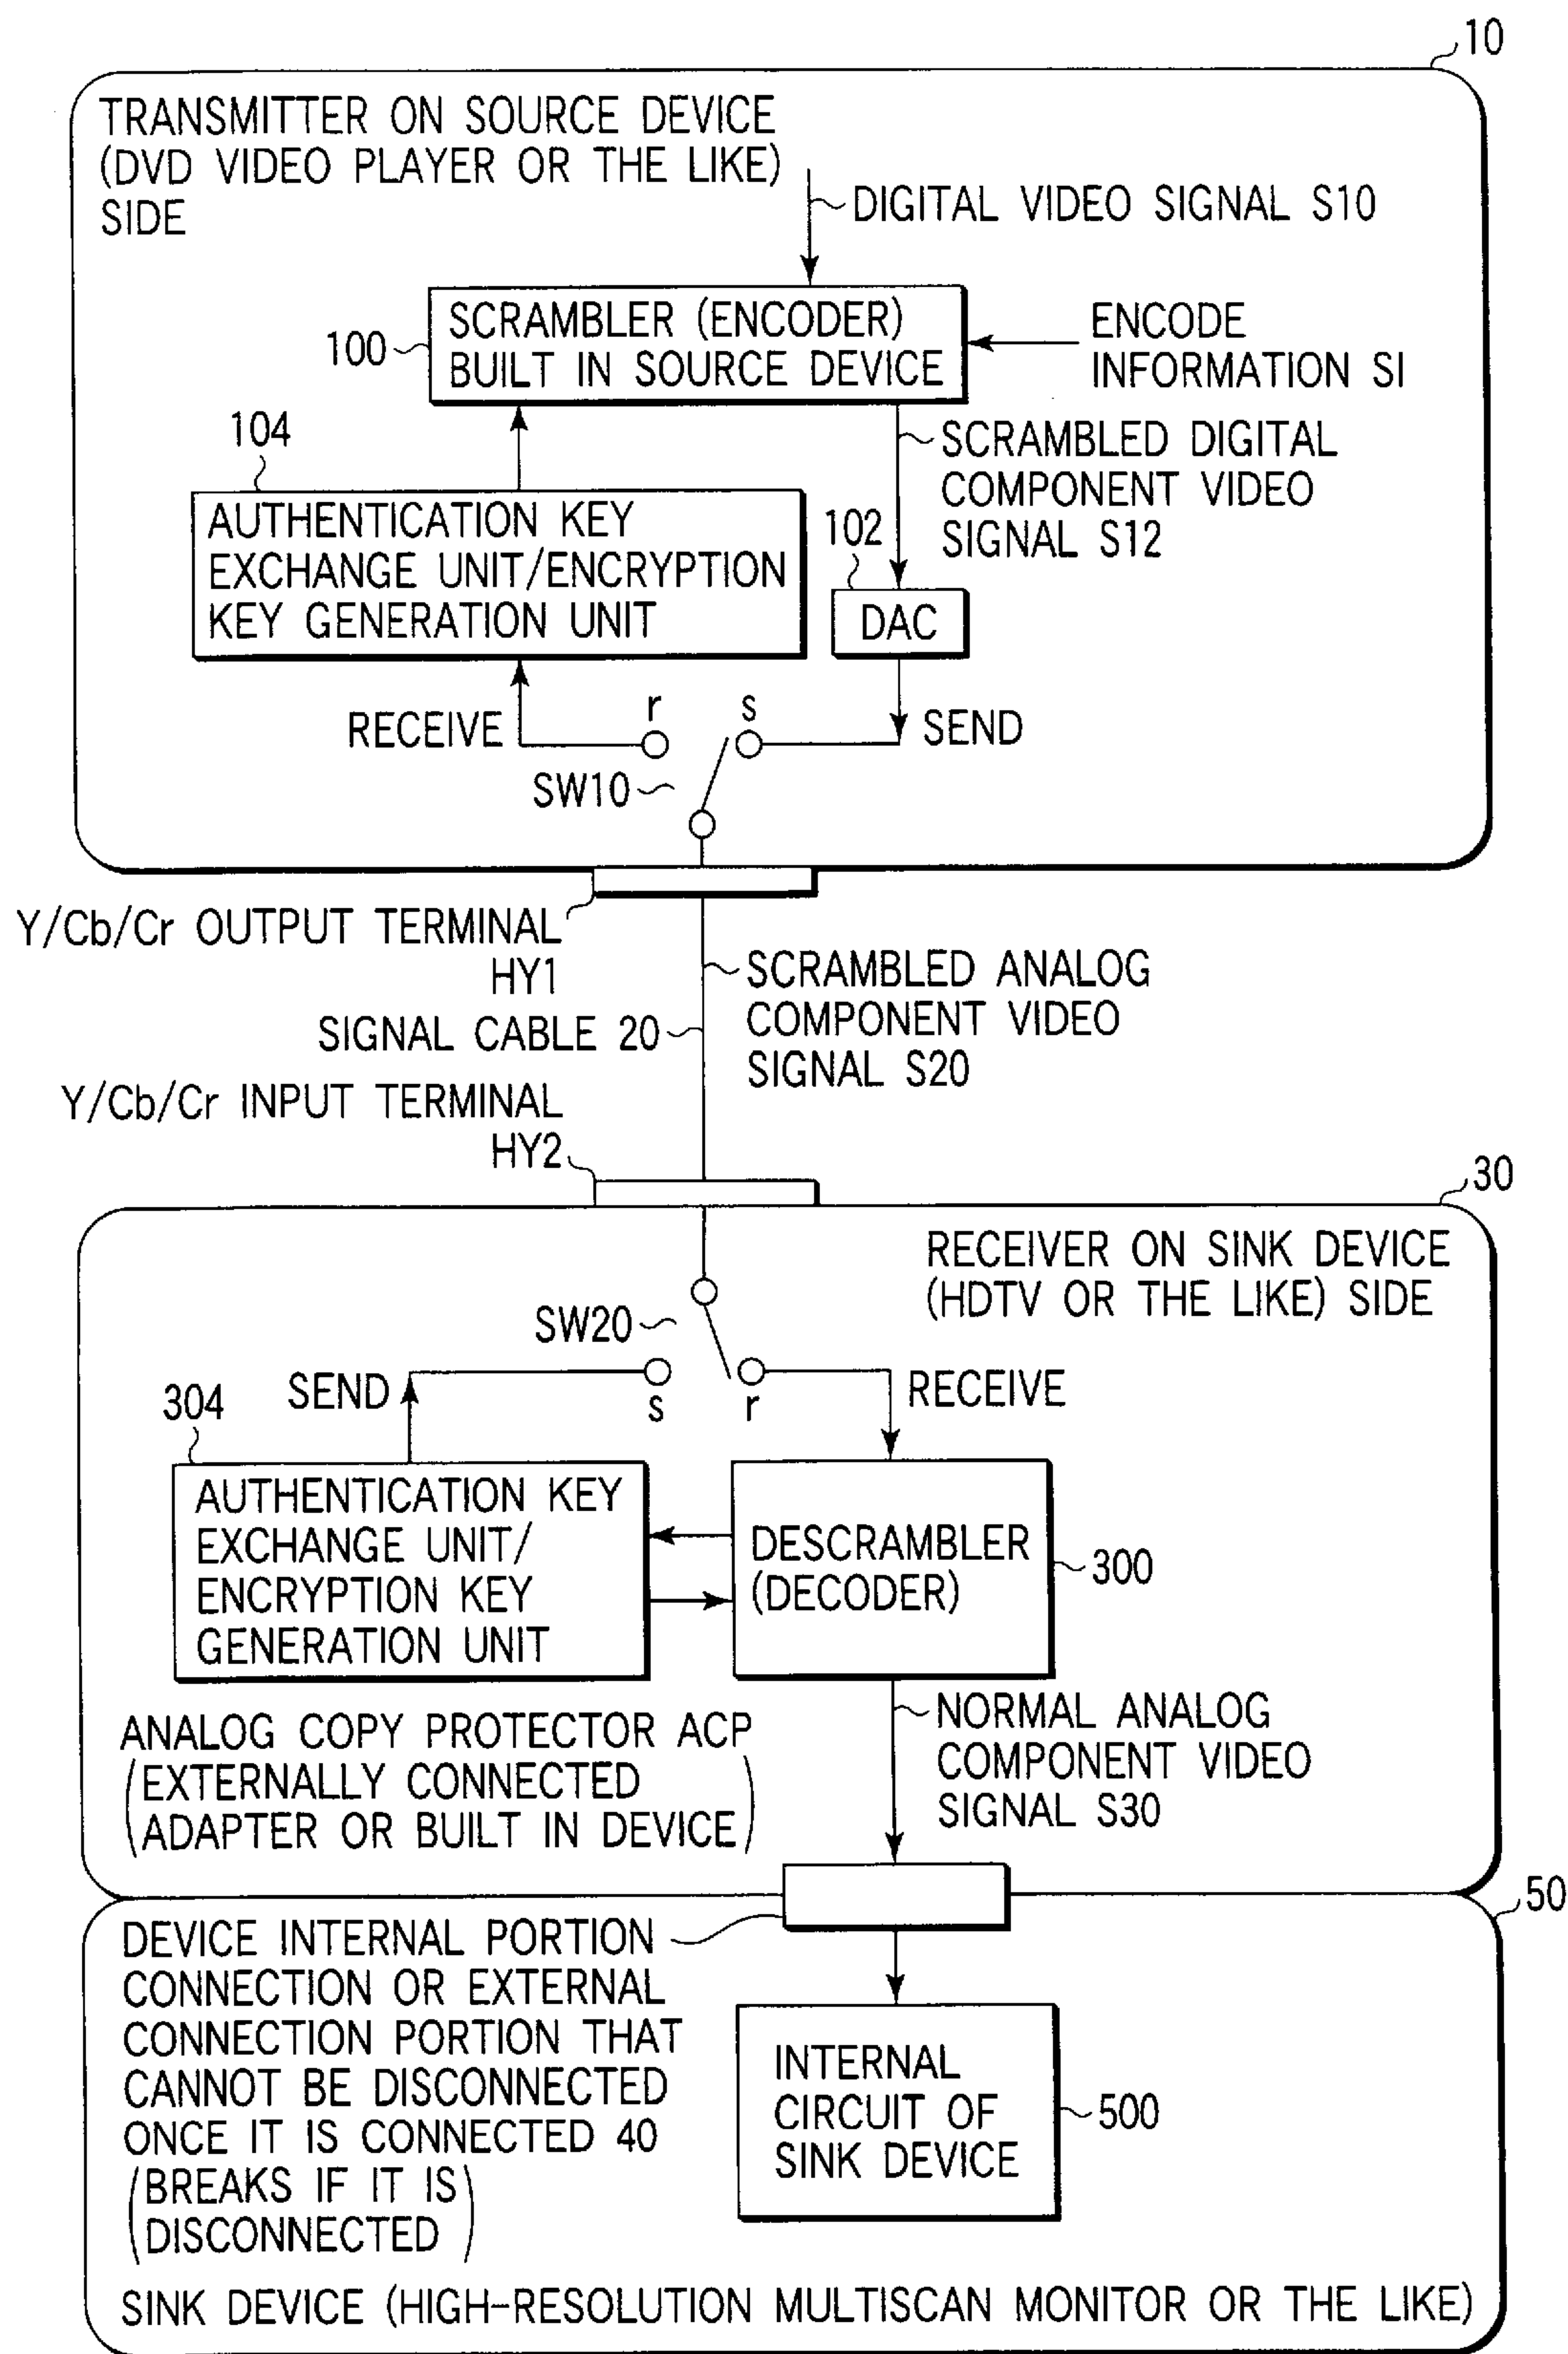 10
TRANSMITTER ON SOURCE DEVICE
(DVD VIDEO PLAYER OR THE LIKE)
SIDE
DIGITAL VIDEO SIGNAL S10
SCRAMBLER (ENCODER)
BUILT IN SOURCE DEVICE
100
ENCODE
INFORMATION SI
104
SCRAMBLED DIGITAL
COMPONENT VIDEO
SIGNAL S12
AUTHENTICATION KEY
EXCHANGE UNIT/ENCRYPTION
KEY GENERATION UNIT
102
DAC
RECEIVE
r
s
SEND
SW10
Y/Cb/Cr OUTPUT TERMINAL
HY1
SCRAMBLED ANALOG
COMPONENT VIDEO
SIGNAL S20
SIGNAL CABLE 20
Y/Cb/Cr INPUT TERMINAL
HY2
30
RECEIVER ON SINK DEVICE
(HDTV OR THE LIKE) SIDE
SW20
SEND
s
r
RECEIVE
304
AUTHENTICATION KEY
EXCHANGE UNIT/
ENCRYPTION KEY
GENERATION UNIT
DESCRAMBLER
(DECODER)
300
ANALOG COPY PROTECTOR ACP
(EXTERNALLY CONNECTED
ADAPTER OR BUILT IN DEVICE)
NORMAL ANALOG
COMPONENT VIDEO
SIGNAL S30
50
DEVICE INTERNAL PORTION
CONNECTION OR EXTERNAL
CONNECTION PORTION THAT
CANNOT BE DISCONNECTED
ONCE IT IS CONNECTED 40
(BREAKS IF IT IS
DISCONNECTED)
INTERNAL
CIRCUIT OF
SINK DEVICE
500
SINK DEVICE (HIGH-RESOLUTION MULTISCAN MONITOR OR THE LIKE)